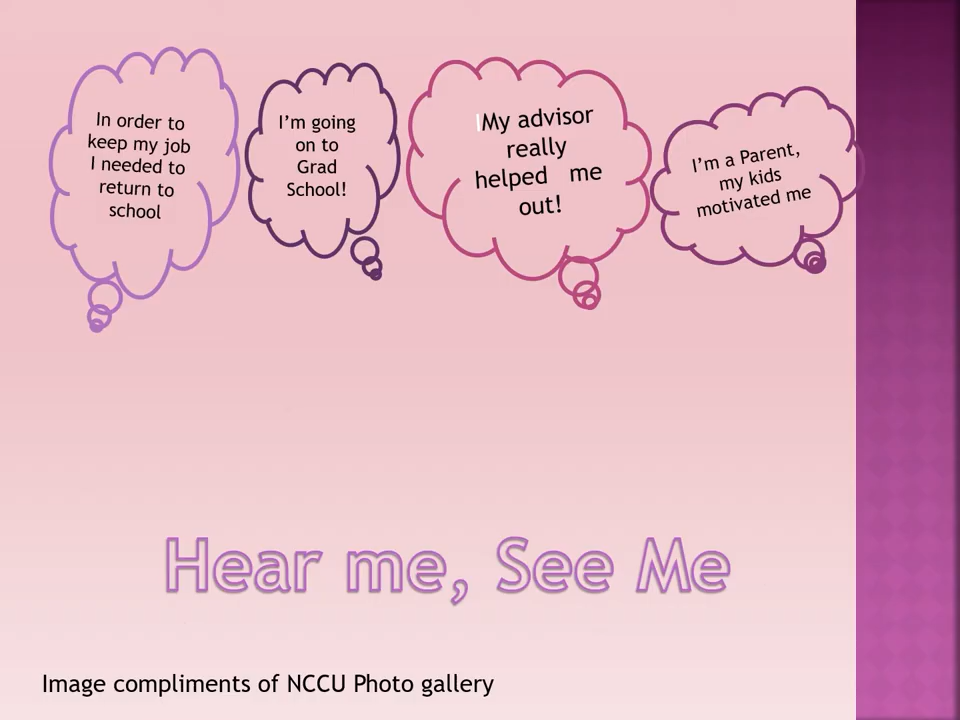 In order to
keep my job
I needed to
return to
school
I'm going
on to
Grad
School!
IMy advisor
really
helped me
out!
I'm a Parent,
my kids
motivated me
Hear me, See Me
Image compliments of NCCU Photo gallery